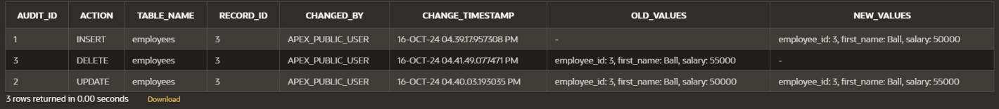 AUDIT_ID ACTION TABLE_NAME RECORD_ID CHANGED_BY CHANGE_TIMESTAMP OLD_VALUES NEW_VALUES
1 INSERT employees 3 APEX_PUBLIC_USER 16-OCT-24 04.39.17.957308 PM - employee_id: 3, first_name: Ball, salary: 50000
3 DELETE employees 3 APEX_PUBLIC_USER 16-OCT-24 04.41.49.077471 PM employee_id: 3, first_name: Ball, salary: 55000 -
2 UPDATE employees 3 APEX_PUBLIC_USER 16-OCT-24 04.40.03.193035 PM employee_id: 3, first_name: Ball, salary: 50000 employee_id: 3, first_name: Ball, salary: 55000
3 rows returned in 0.00 seconds Download